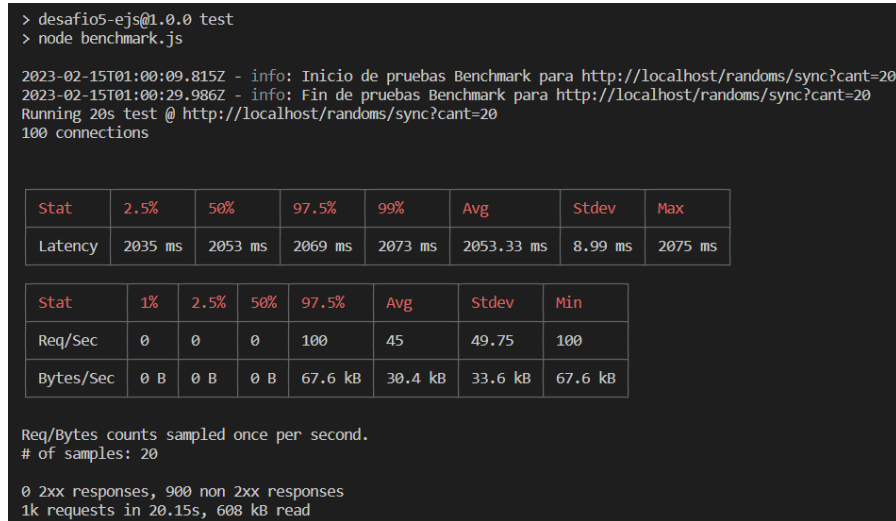 > desafio5-ejs@1.0.0 test
> node benchmark.js
2023-02-15T01:00:09.815Z - info: Inicio de pruebas Benchmark para http://localhost/randoms/sync?cant=20
2023-02-15T01:00:29.986Z - info: Fin de pruebas Benchmark para http://localhost/randoms/sync?cant=20
Running 20s test @ http://localhost/randoms/sync?cant=20
100 connections
Stat 2.5% 50% 97.5% 99% Avg Stdev Max
Latency 2035 ms 2053 ms 2069 ms 2073 ms 2053.33 ms 8.99 ms 2075 ms
Stat 1% 2.5% 50% 97.5% Avg Stdev Min
Req/Sec 0 0 0 100 45 49.75 100
Bytes/Sec 0 B 0 B 0 B 67.6 kB 30.4 kB 33.6 kB 67.6 kB
Req/Bytes counts sampled once per second.
# of samples: 20
0 2xx responses, 900 non 2xx responses
1k requests in 20.15s, 608 kB read